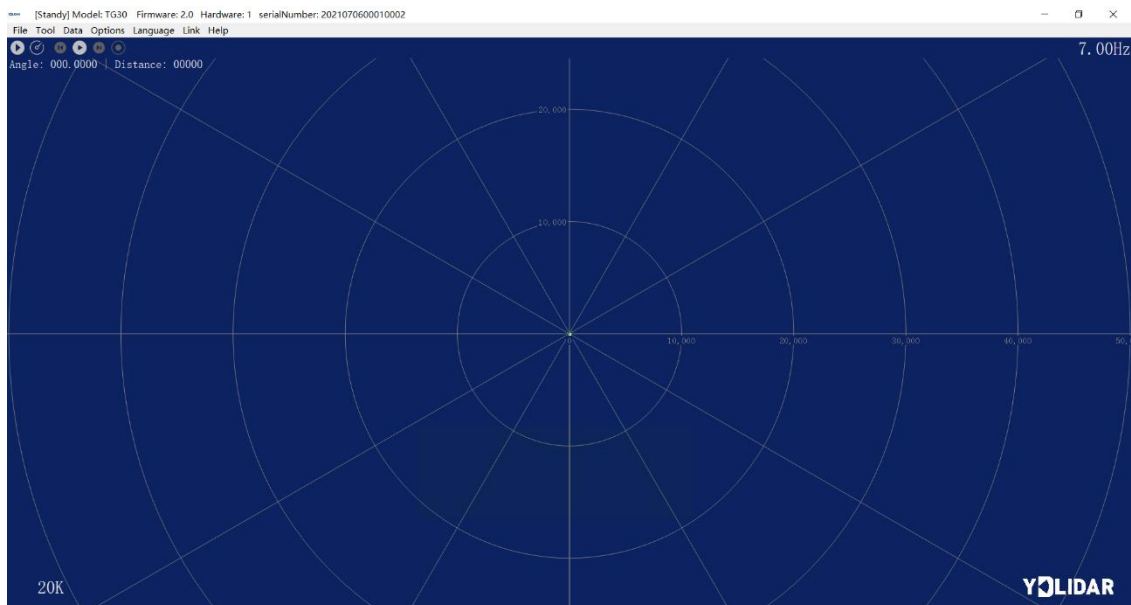 [Standy] Model: TG30 Firmware: 2.0 Hardware: 1 serialNumber: 2021070600010002
File Tool Data Options Language Link Help
7.00Hz
Angle: 000.0000 | Distance: 00000
20,000
10,000
0 10,000 20,000 30,000 40,000 50,
20K
YDLIDAR